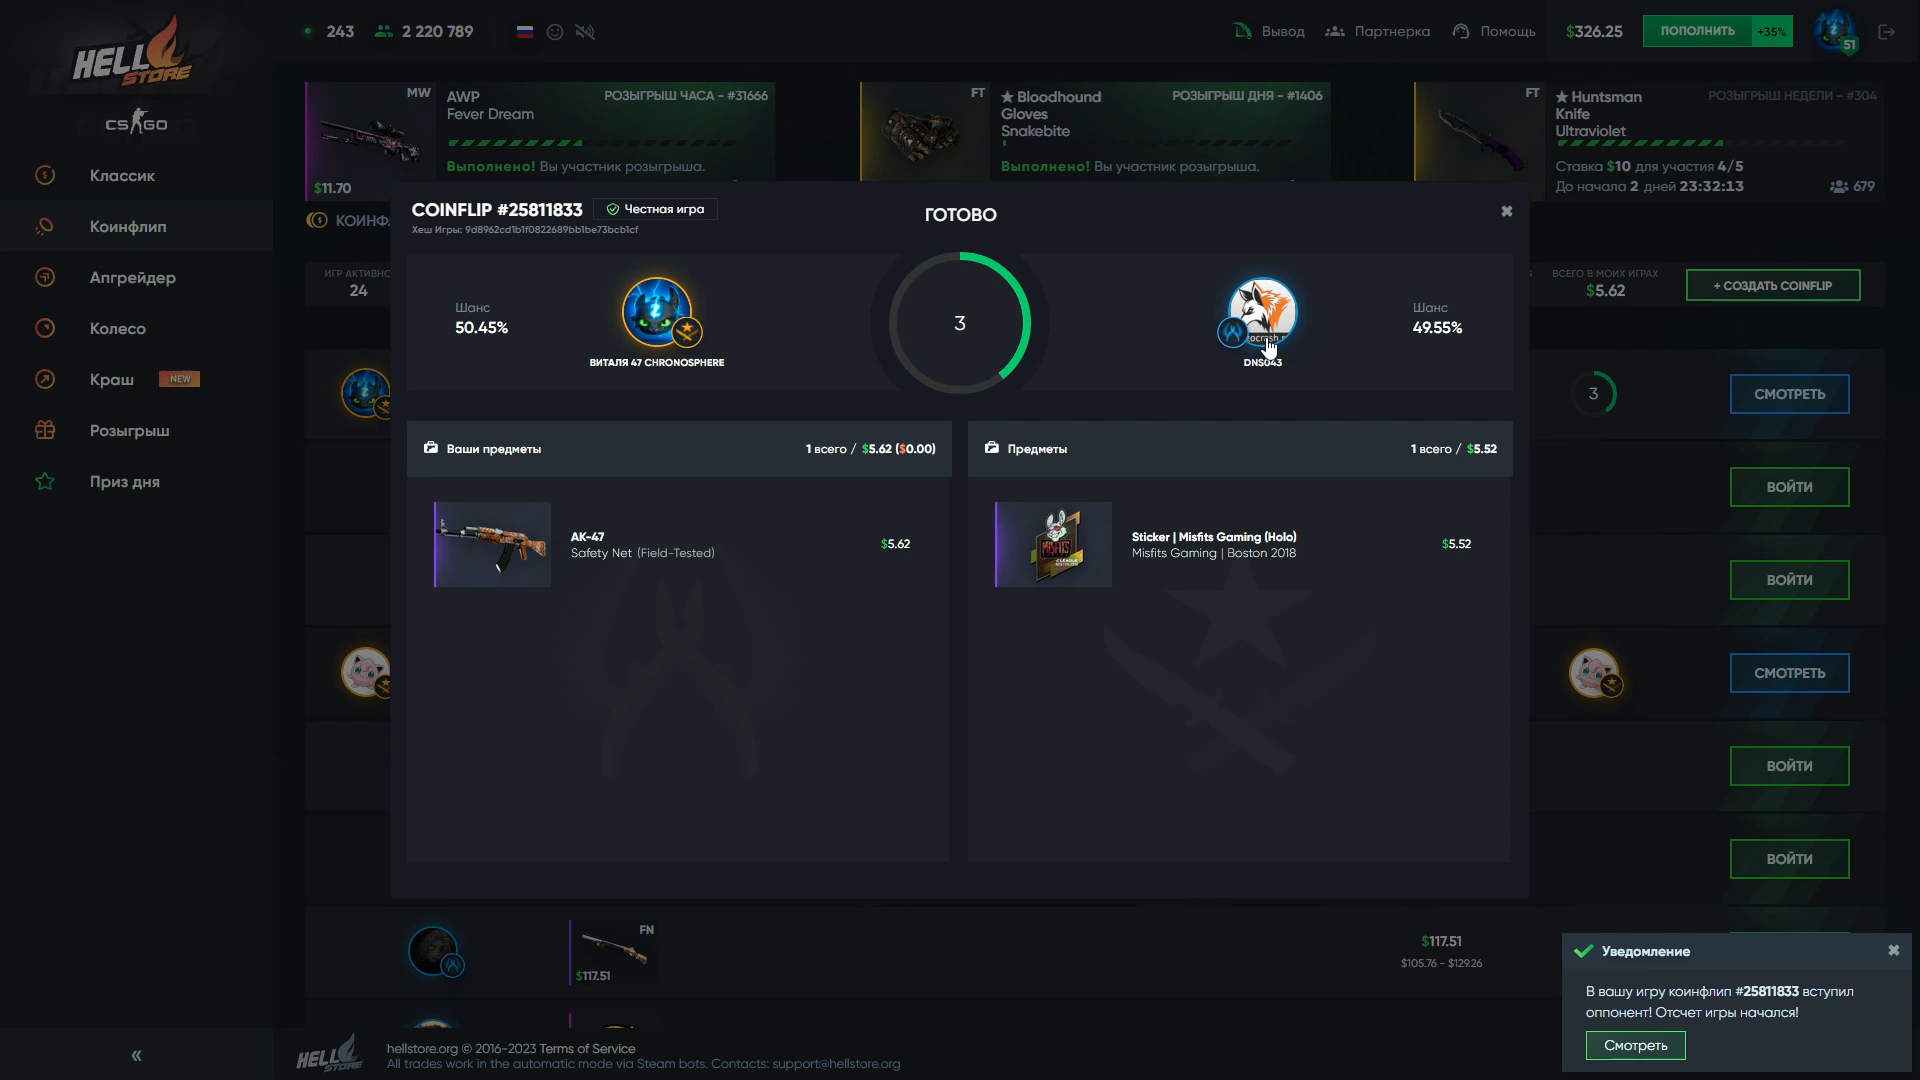 HELL
STORE
CS GO
Классик
Коинфлип
Апгрейдер
Колесо
Краш
NEW
Розыгрыш
Приз дня
243
2 220 789
Вывод
Партнерка
Помощь
$326.25
ПОПОЛНИТЬ
+35%
51
MW
$11.70
AWP
Fever Dream
РОЗЫГРЫШ ЧАСА - #31666
Выполнено! Вы участник розыгрыша.
FT
★ Bloodhound
Gloves
Snakebite
РОЗЫГРЫШ ДНЯ - #1406
Выполнено! Вы участник розыгрыша.
FT
★ Huntsman
Knife
Ultraviolet
РОЗЫГРЫШ НЕДЕЛИ - #304
Ставка $10 для участия 4/5
До начала 2 дней 23:32:13
679
КОИНФ
ИГР АКТИВНО
24
ВСЕГО В МОИХ ИГРАХ
$5.62
+ СОЗДАТЬ COINFLIP
COINFLIP #25811833
Честная игра
Хеш Игры: 9d8962cd1b1f0822689bb1be73bcb1cf
ГОТОВО
Шанс
50.45%
ВИТАЛЯ 47 CHRONOSPHERE
3
DNS043
Шанс
49.55%
Ваши предметы
1 всего / $5.62 ($0.00)
AK-47
Safety Net (Field-Tested)
$5.62
Предметы
1 всего / $5.52
MISFITS
Sticker | Misfits Gaming (Holo)
Misfits Gaming | Boston 2018
$5.52
3
СМОТРЕТЬ
ВОЙТИ
ВОЙТИ
СМОТРЕТЬ
ВОЙТИ
ВОЙТИ
FN
$117.51
$117.51
$105.76 - $129.26
Уведомление
В вашу игру коинфлип #25811833 вступил
оппонент! Отсчет игры начался!
Смотреть
«
HELL
STORE
hellstore.org © 2016-2023 Terms of Service
All trades work in the automatic mode via Steam bots. Contacts: support@hellstore.org